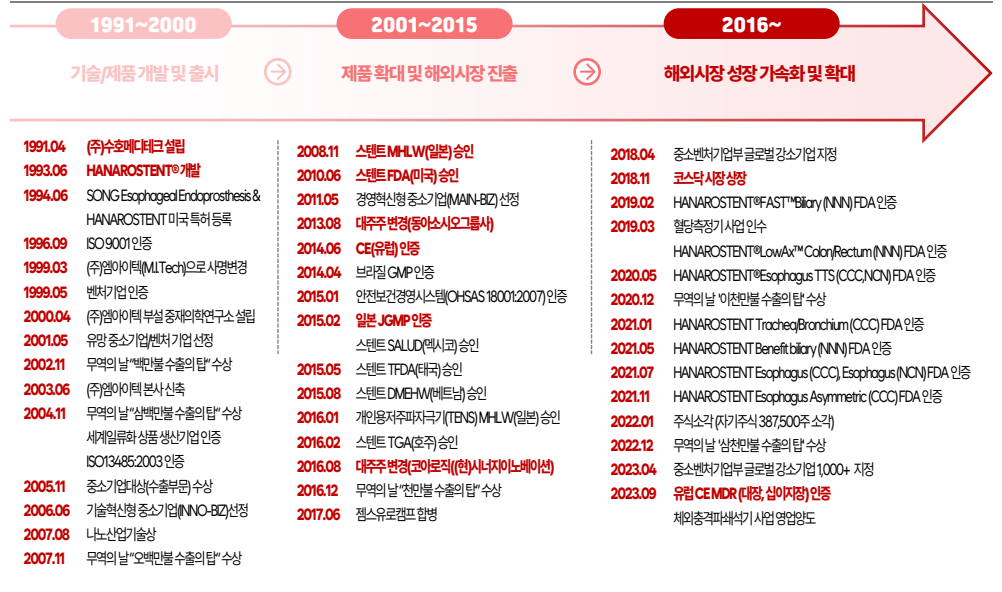 1991~2000
2001~2015
2016~
기술/제품 개발 및 출시
제품 확대 및 해외시장 진출
해외시장 성장 가속화 및 확대
1991.04 (주)수호메디테크 설립
1993.06 HANAROSTENT® 개발
1994.06 SONG Esophageol Endoprosthesis &
HANAROSTENT 미국 특허 등록
1996.09 ISO 9001 인증
1999.03 (주)엠아이텍(M.I.Tech)으로 사명변경
1999.05 벤처기업 인증
2000.04 (주)엠아이텍 부설 중재의학연구소 설립
2001.05 유망 중소기업/벤처 기업 선정
2002.11 무역의 날 "백만불 수출의 탑" 수상
2003.06 (주)엠아이텍 본사 신축
2004.11 무역의 날 "삼백만불 수출의 탑" 수상
세계일류화 상품 생산기업 인증
ISO13485:2003 인증
2005.11 중소기업대상(수출부문) 수상
2006.06 기술혁신형 중소기업(INNO-BIZ)선정
2007.08 나노산업기술상
2007.11 무역의 날 "오백만불 수출의 탑" 수상
2008.11 스텐트 MHLW(일본) 승인
2010.06 스텐트 FDA(미국) 승인
2011.05 경영혁신형 중소기업(MAIN-BIZ) 선정
2013.08 대주주 변경(동아쏘시오그룹사)
2014.06 CE(유럽) 인증
2014.04 브라질 GMP 인증
2015.01 안전보건경영시스템(OHSAS 18001:2007) 인증
2015.02 일본 JGMP 인증
스텐트 SALUD(멕시코) 승인
2015.05 스텐트 TFDA(태국) 승인
2015.08 스텐트 DMEHW(베트남) 승인
2016.01 개인용저주파자극기(TENS) MHLW(일본) 승인
2016.02 스텐트 TGA(호주) 승인
2016.08 대주주 변경(코아로직((현)시너지이노베이션)
2016.12 무역의 날 "천만불 수출의 탑" 수상
2017.06 젬스유로캠프 합병
2018.04 중소벤처기업부 글로벌 강소기업 지정
2018.11 코스닥 시장 상장
2019.02 HANAROSTENT®FAST™Biliary (NNN) FDA 인증
2019.03 혈당측정기 사업 인수
HANAROSTENT®LowAx™ Colon/Rectum (NNN) FDA 인증
2020.05 HANAROSTENT®Esophagus TTS (CCC,NCN) FDA 인증
2020.12 무역의 날 '이천만불 수출의 탑' 수상
2021.01 HANAROSTENT Trachea/Bronchium (CCC) FDA 인증
2021.05 HANAROSTENT Benefit biliary (NNN) FDA 인증
2021.07 HANAROSTENT Esophagus (CCC), Esophagus (NCN) FDA 인증
2021.11 HANAROSTENT Esophagus Asymmetric (CCC) FDA 인증
2022.01 주식소각 (자기주식 387,500주 소각)
2022.12 무역의 날 '삼천만불 수출의 탑' 수상
2023.04 중소벤처기업부 글로벌 강소기업 1,000+ 지정
2023.09 유럽 CE MDR (대장, 십이지장) 인증
체외충격파쇄석기 사업 영업양도